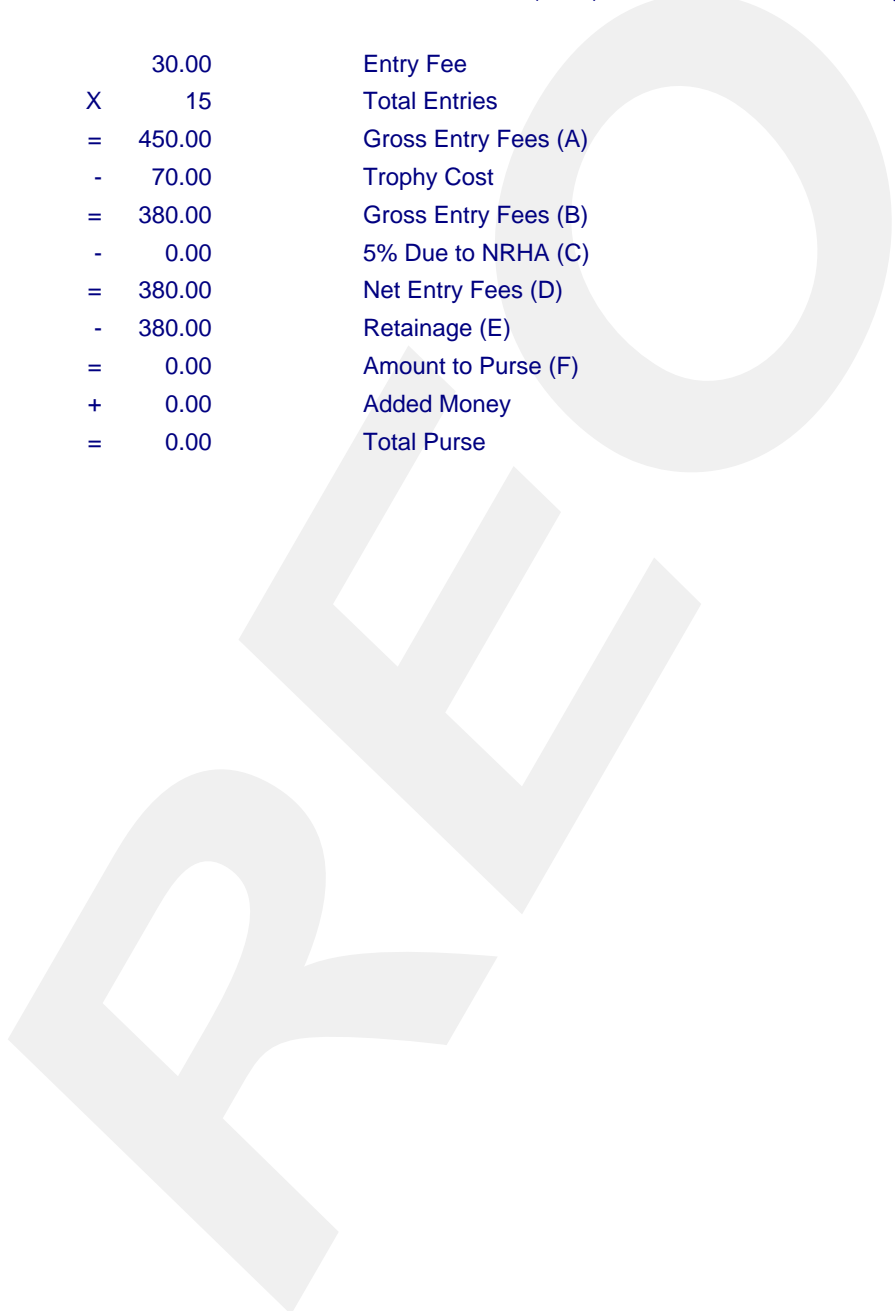 30.00 Entry Fee
X 15 Total Entries
= 450.00 Gross Entry Fees (A)
- 70.00 Trophy Cost
= 380.00 Gross Entry Fees (B)
- 0.00 5% Due to NRHA (C)
= 380.00 Net Entry Fees (D)
- 380.00 Retainage (E)
= 0.00 Amount to Purse (F)
+ 0.00 Added Money
= 0.00 Total Purse
REO